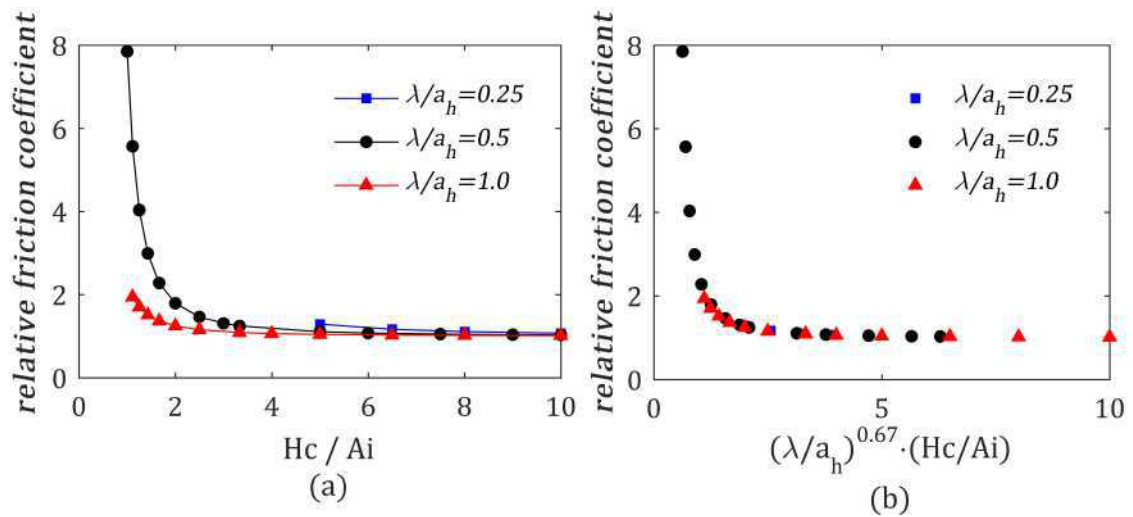 relative friction coefficient
8
6
4
2
0
0 2 4 6 8 10
λ/a_h=0.25
λ/a_h=0.5
λ/a_h=1.0
Hc / Ai
(a)
relative friction coefficient
8
6
4
2
0
0 5 10
λ/a_h=0.25
λ/a_h=0.5
λ/a_h=1.0
(λ/a_h)^0.67·(Hc/Ai)
(b)